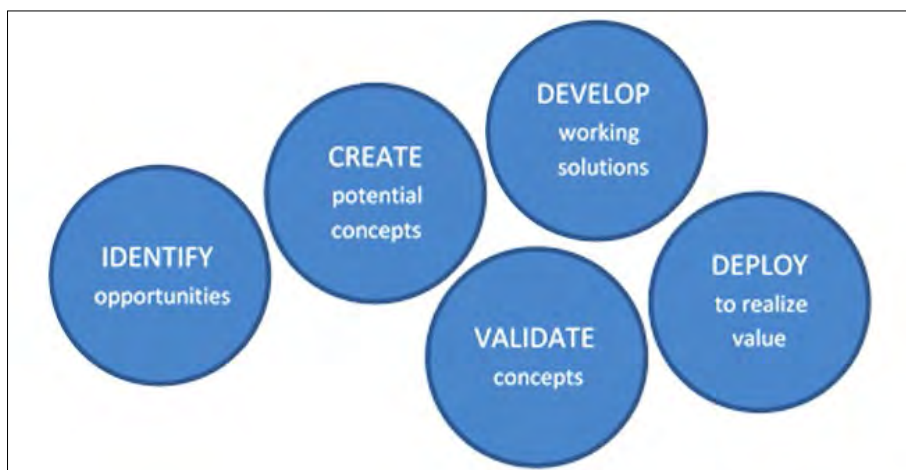 IDENTIFY
opportunities
CREATE
potential
concepts
VALIDATE
concepts
DEVELOP
working
solutions
DEPLOY
to realize
value